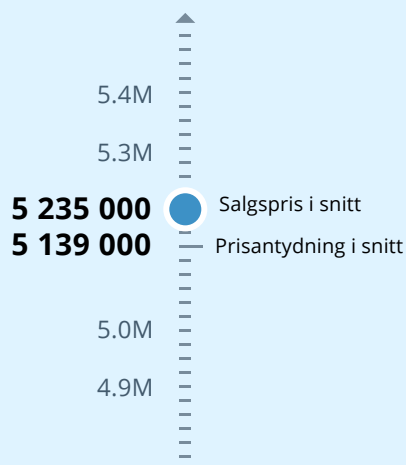 5.4M
5.3M
5 235 000 Salgspris i snitt
5 139 000 Prisantydning i snitt
5.0M
4.9M